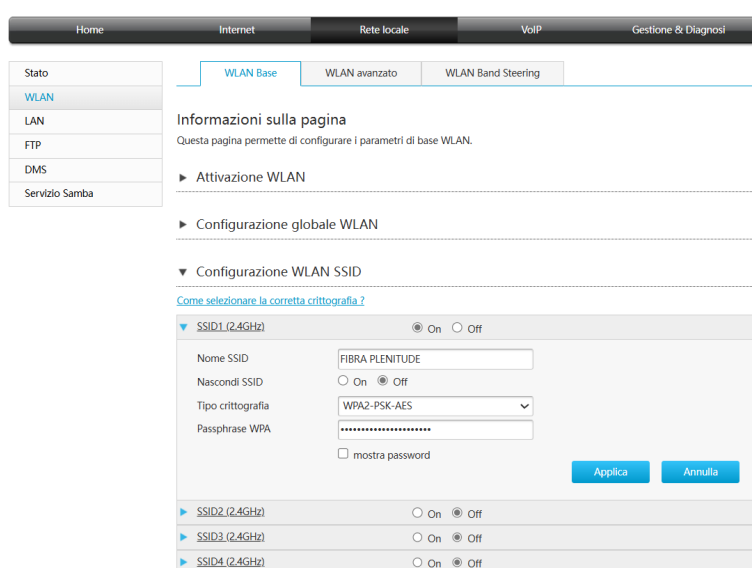 Home Internet Rete locale VoIP Gestione & Diagnosi
Stato
WLAN
LAN
FTP
DMS
Servizio Samba
WLAN Base WLAN avanzato WLAN Band Steering
Informazioni sulla pagina
Questa pagina permette di configurare i parametri di base WLAN.
Attivazione WLAN
Configurazione globale WLAN
Configurazione WLAN SSID
Come selezionare la corretta crittografia ?
SSID1 (2.4GHz) On Off
Nome SSID FIBRA PLENITUDE
Nascondi SSID On Off
Tipo crittografia WPA2-PSK-AES
Passphrase WPA ••••••••••••••••••••••
mostra password
Applica Annulla
SSID2 (2.4GHz) On Off
SSID3 (2.4GHz) On Off
SSID4 (2.4GHz) On Off